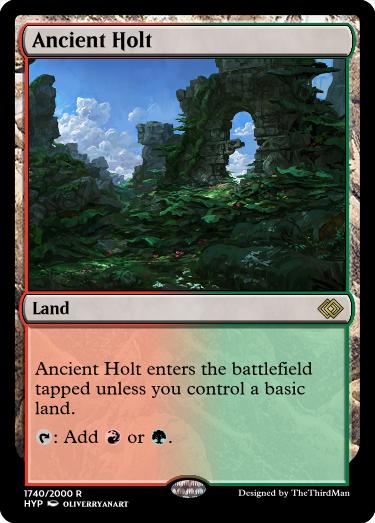 Ancient Holt
Land
Ancient Holt enters the battlefield
tapped unless you control a basic
land.
: Add or .
1740/2000 R
HYP OLIVERRYANART
Designed by TheThirdMan